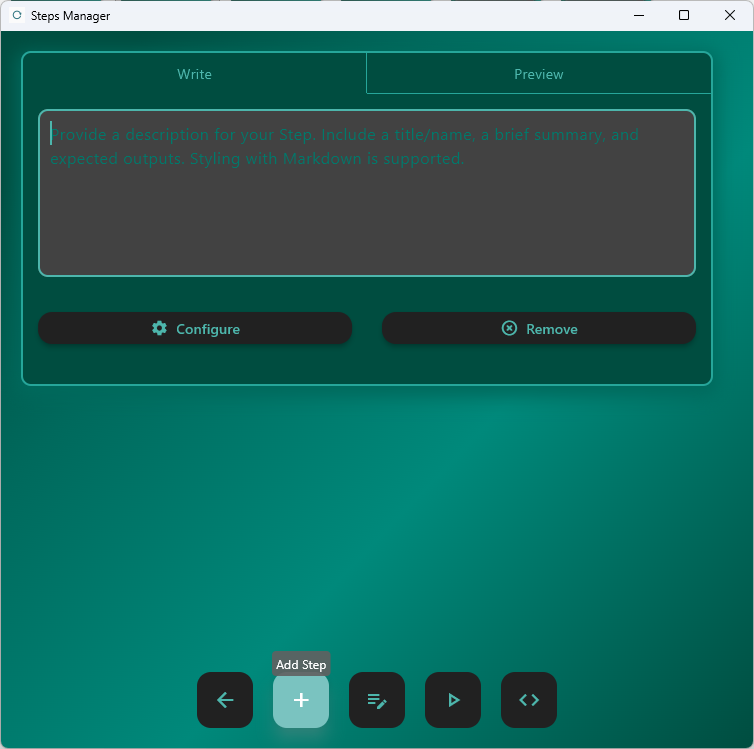 Steps Manager
Write
Preview
Provide a description for your Step. Include a title/name, a brief summary, and
expected outputs. Styling with Markdown is supported.
Configure
Remove
Add Step